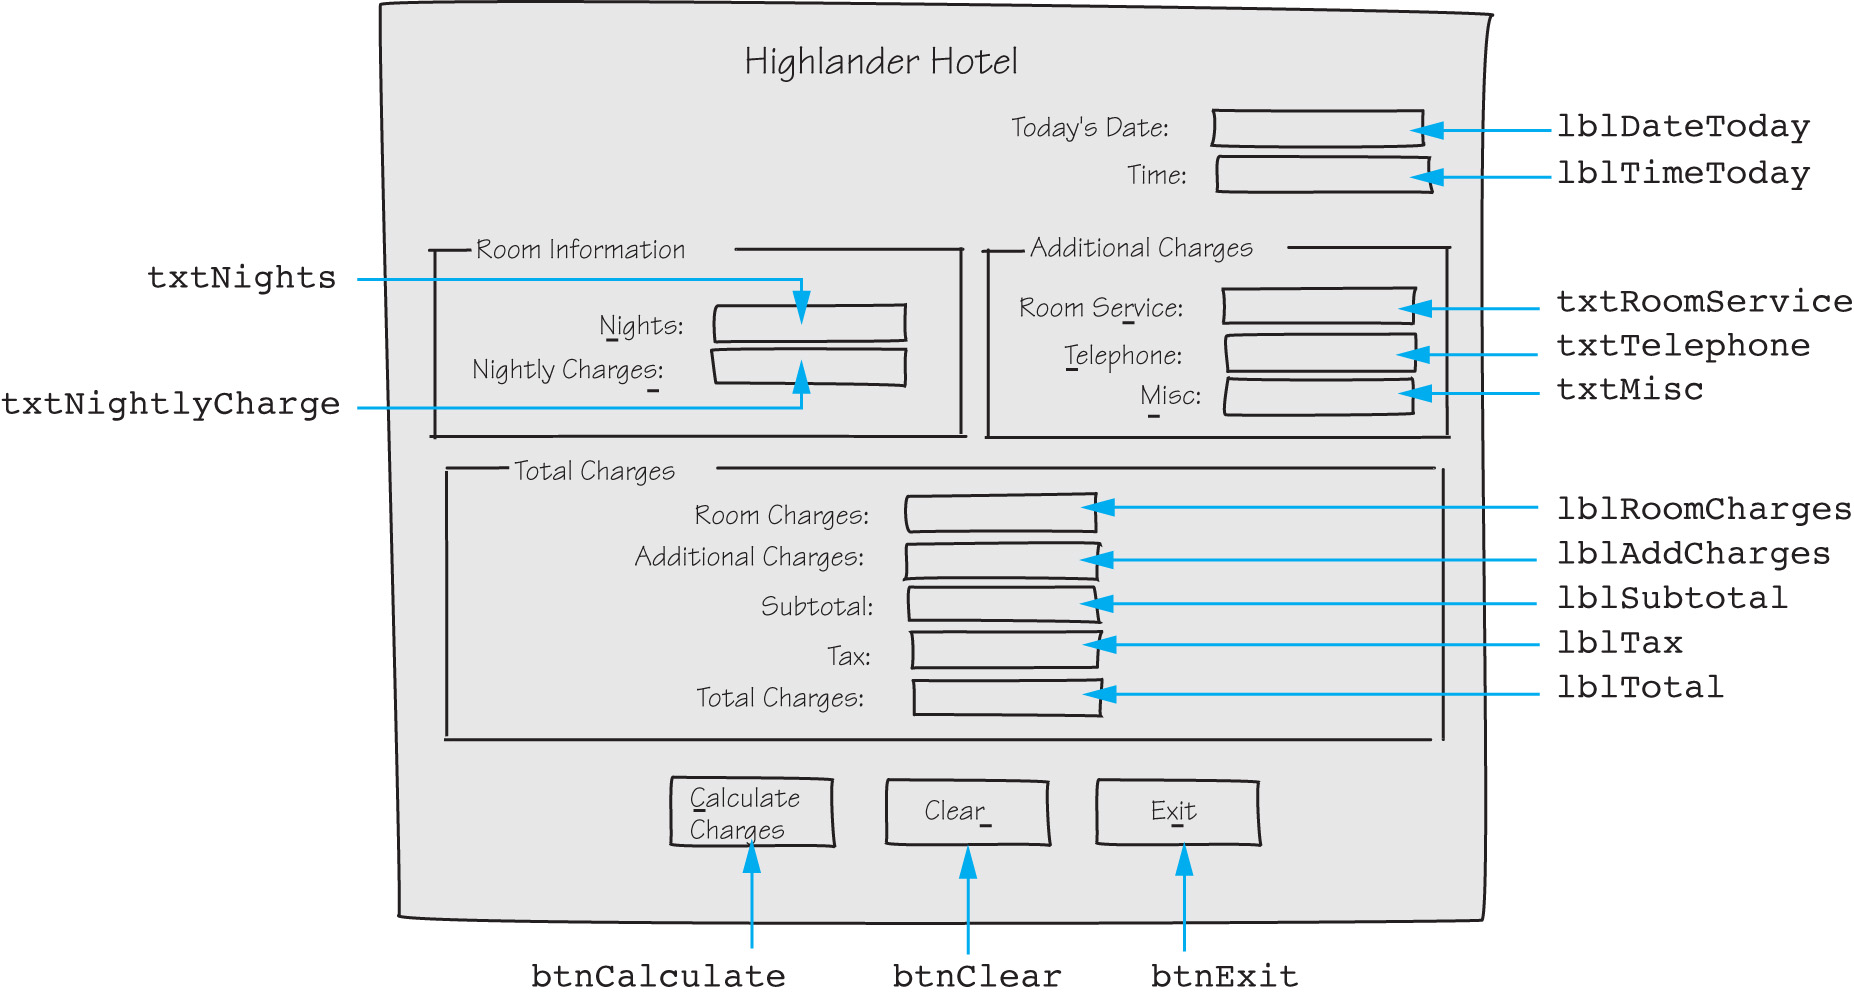 Highlander Hotel
Today's Date:
lblDateToday
Time:
lblTimeToday
Room Information
txtNights
Nights:
Nightly Charges:
txtNightlyCharge
Additional Charges
Room Service:
txtRoomService
Telephone:
txtTelephone
Misc:
txtMisc
Total Charges
Room Charges:
lblRoomCharges
Additional Charges:
lblAddCharges
Subtotal:
lblSubtotal
Tax:
lblTax
Total Charges:
lblTotal
Calculate
Charges
Clear
Exit
btnCalculate
btnClear
btnExit